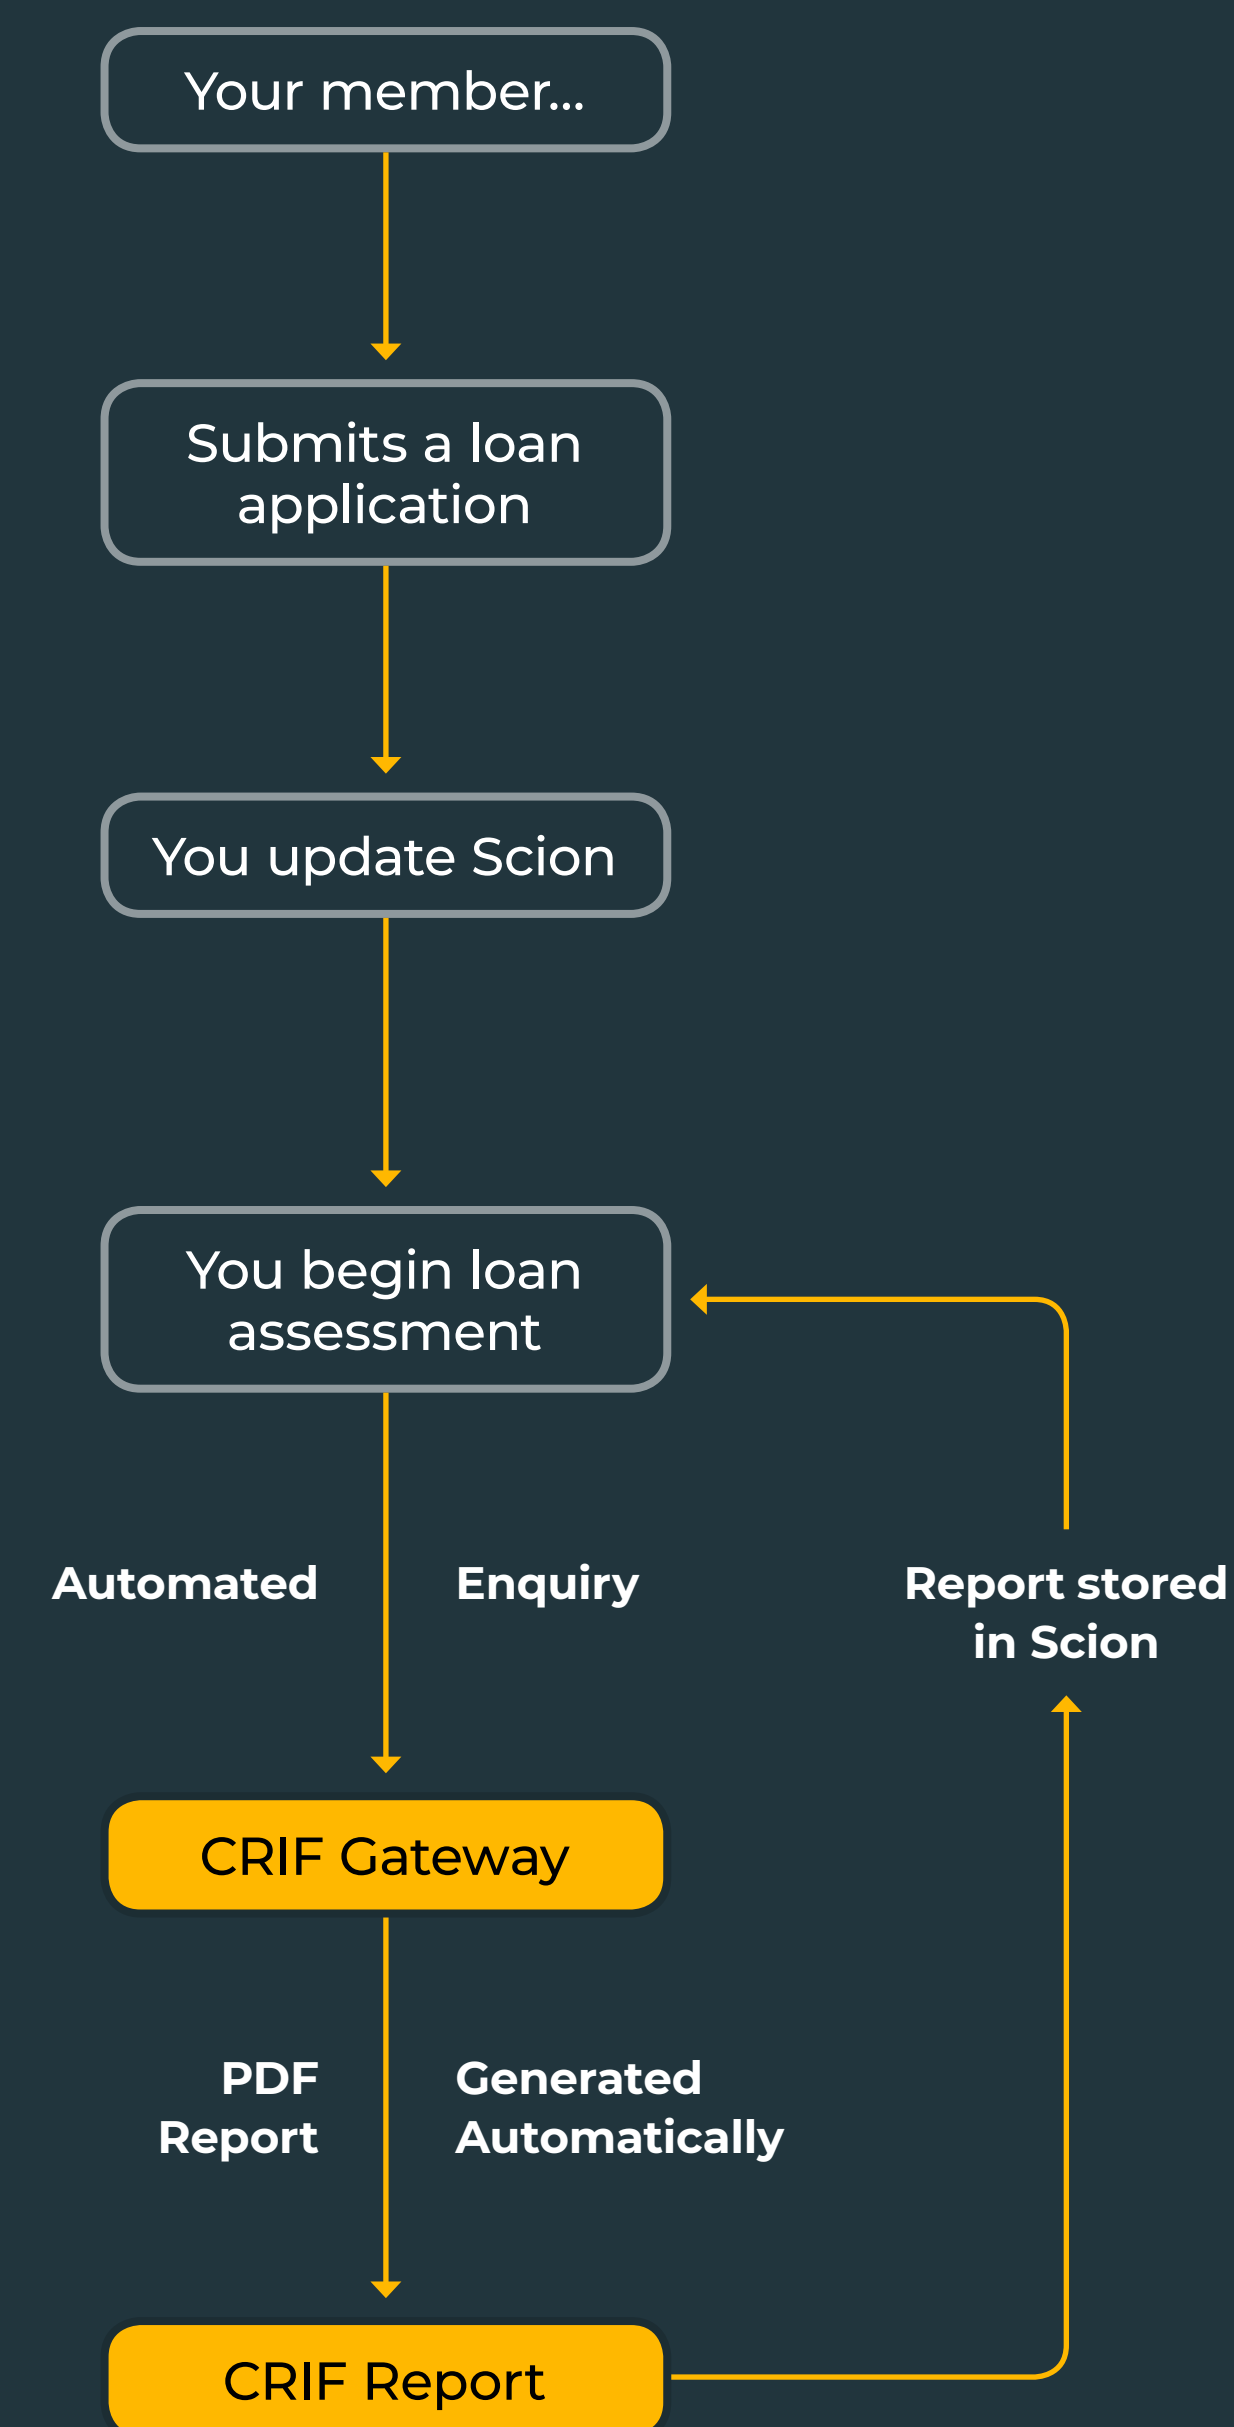 Your member...
Submits a loan
application
You update Scion
You begin loan
assessment
Automated
Enquiry
Report stored
in Scion
CRIF Gateway
PDF
Report
Generated
Automatically
CRIF Report